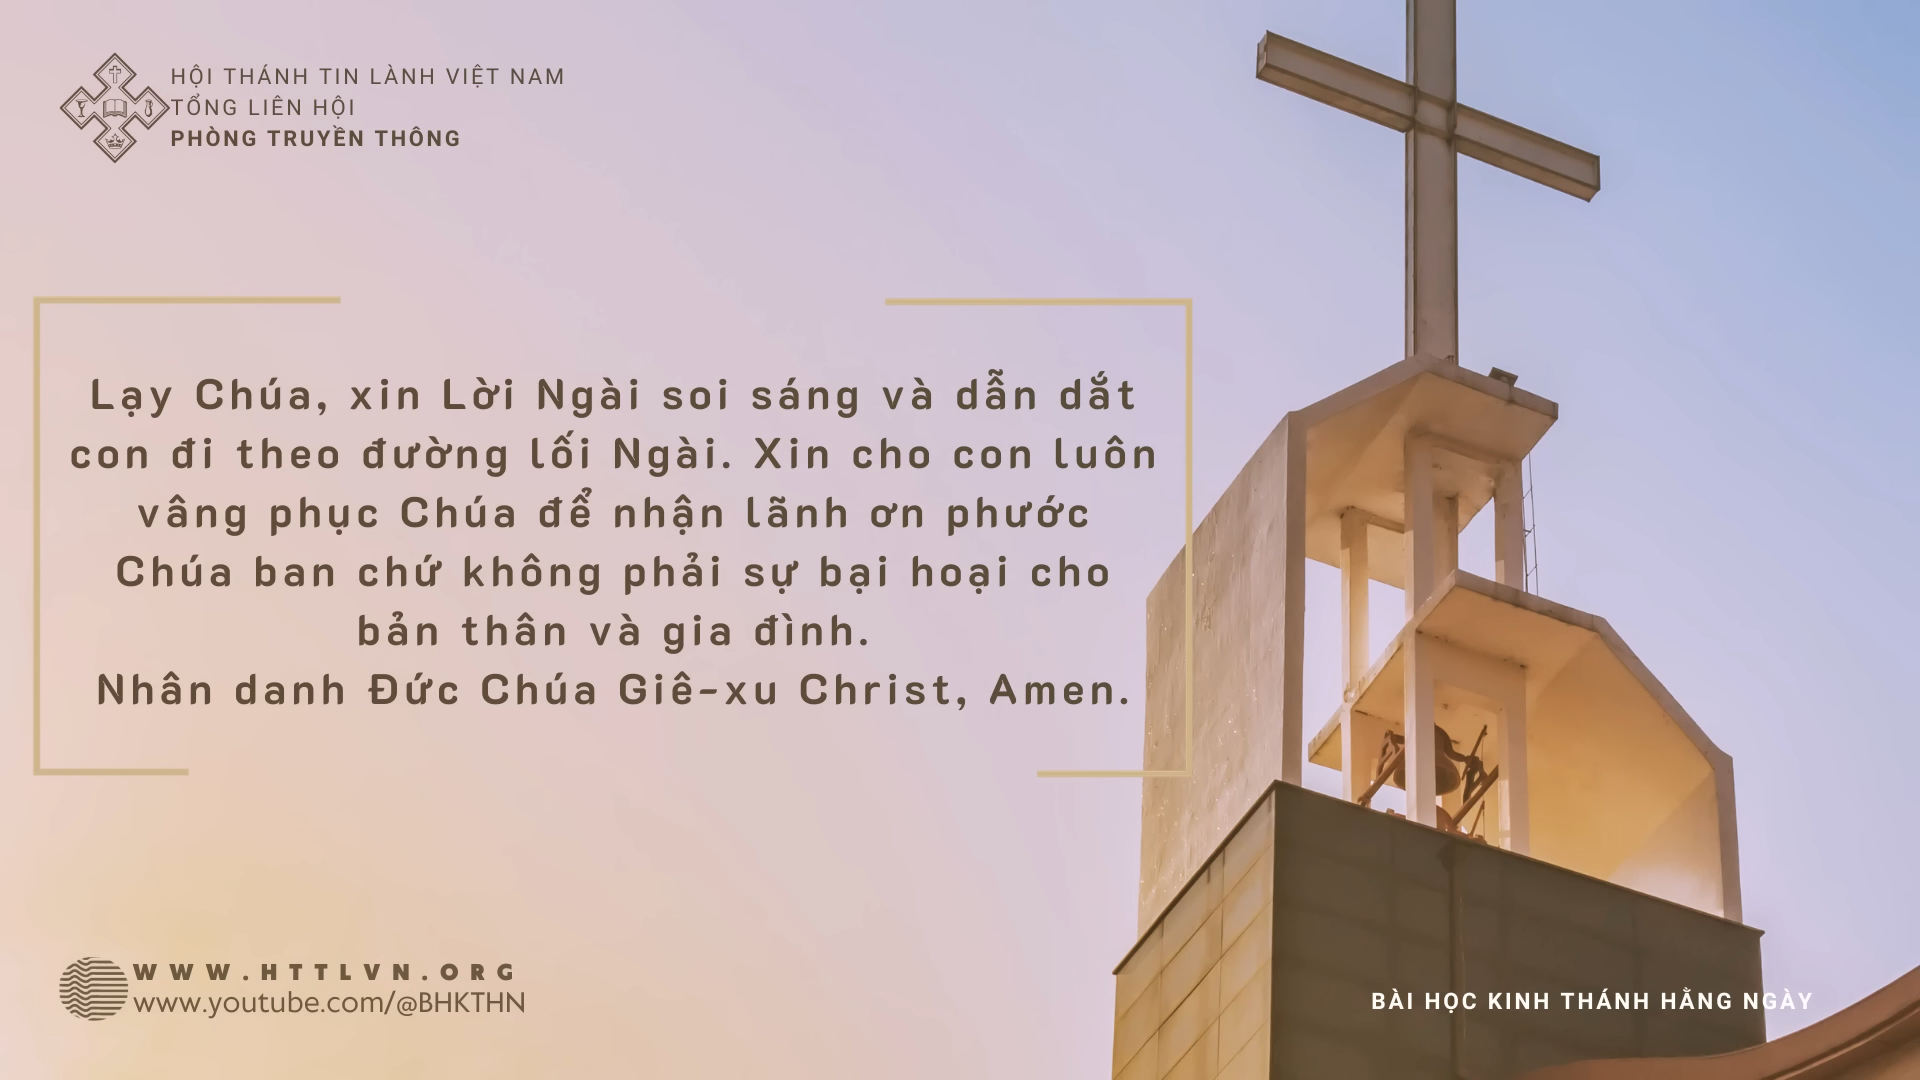 HỘI THÁNH TIN LÀNH VIỆT NAM
TỔNG LIÊN HỘI
PHÒNG TRUYỀN THÔNG
Lạy Chúa, xin Lời Ngài soi sáng và dẫn dắt
con đi theo đường lối Ngài. Xin cho con luôn
vâng phục Chúa để nhận lãnh ơn phước
Chúa ban chứ không phải sự bại hoại cho
bản thân và gia đình.
Nhân danh Đức Chúa Giê-xu Christ, Amen.
WWW.HTTLVN.ORG
www.youtube.com/@BHKTHN
BÀI HỌC KINH THÁNH HẰNG NGÀY